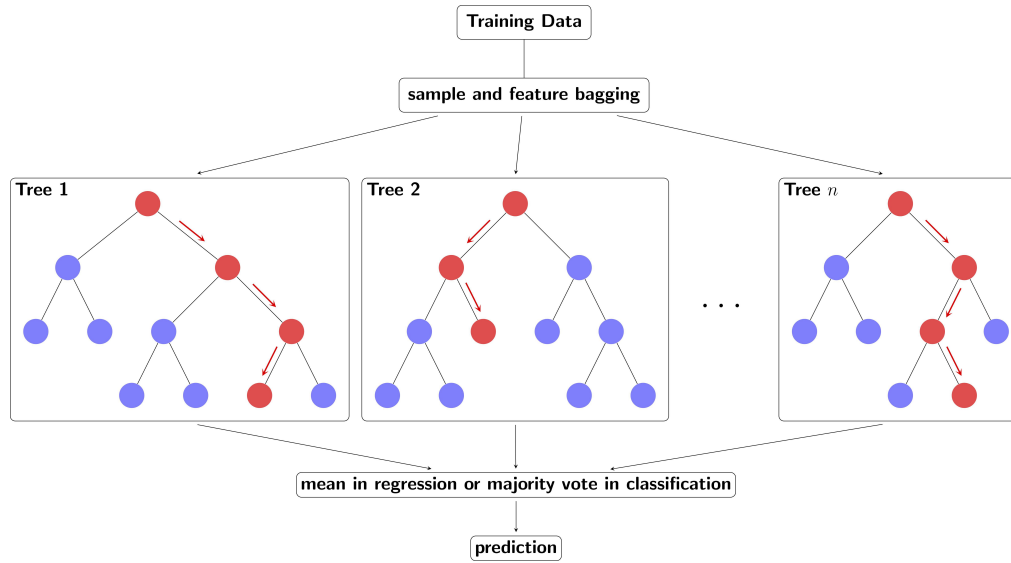 Training Data
sample and feature bagging
Tree 1
Tree 2
Tree n
. . .
mean in regression or majority vote in classification
prediction